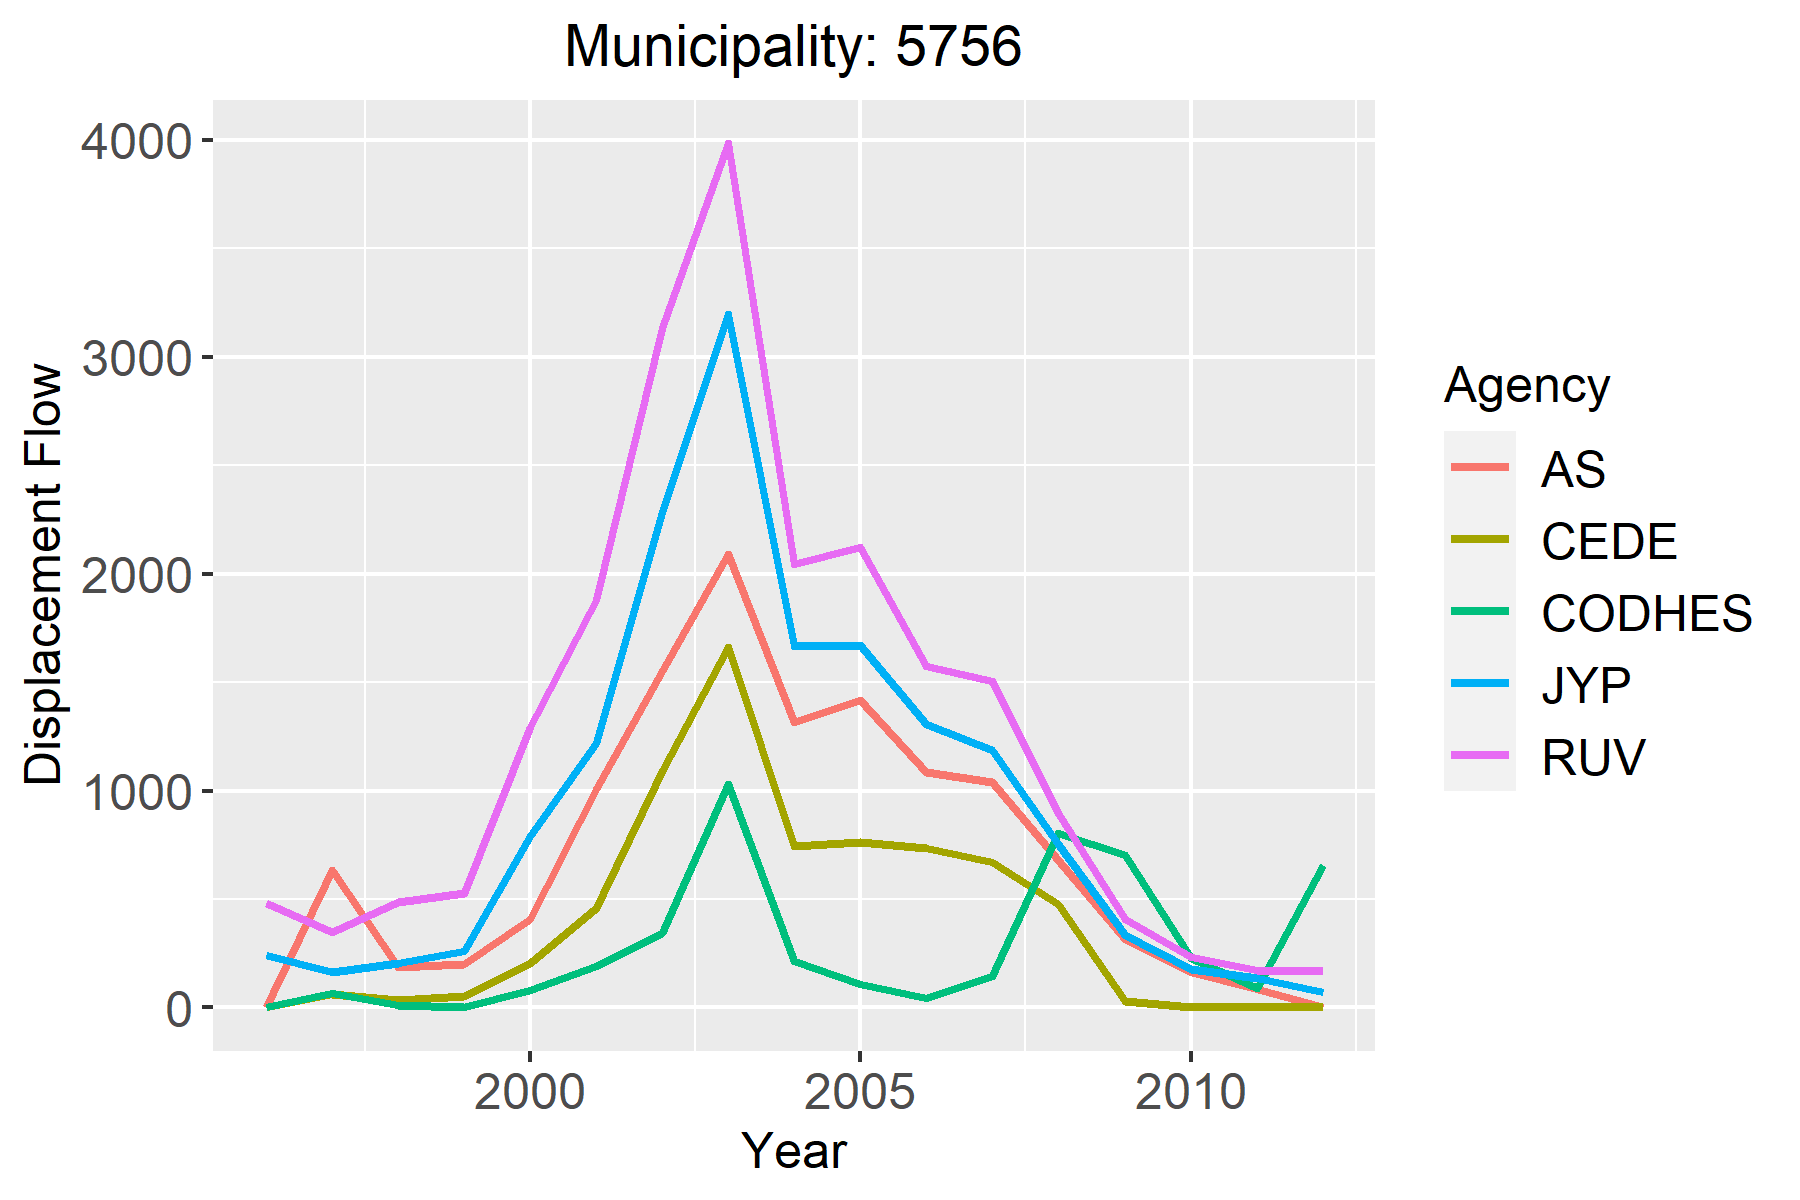 Municipality: 5756
4000
3000
2000
1000
0
Displacement Flow
2000
2005
2010
Year
Agency
AS
CEDE
CODHES
JYP
RUV